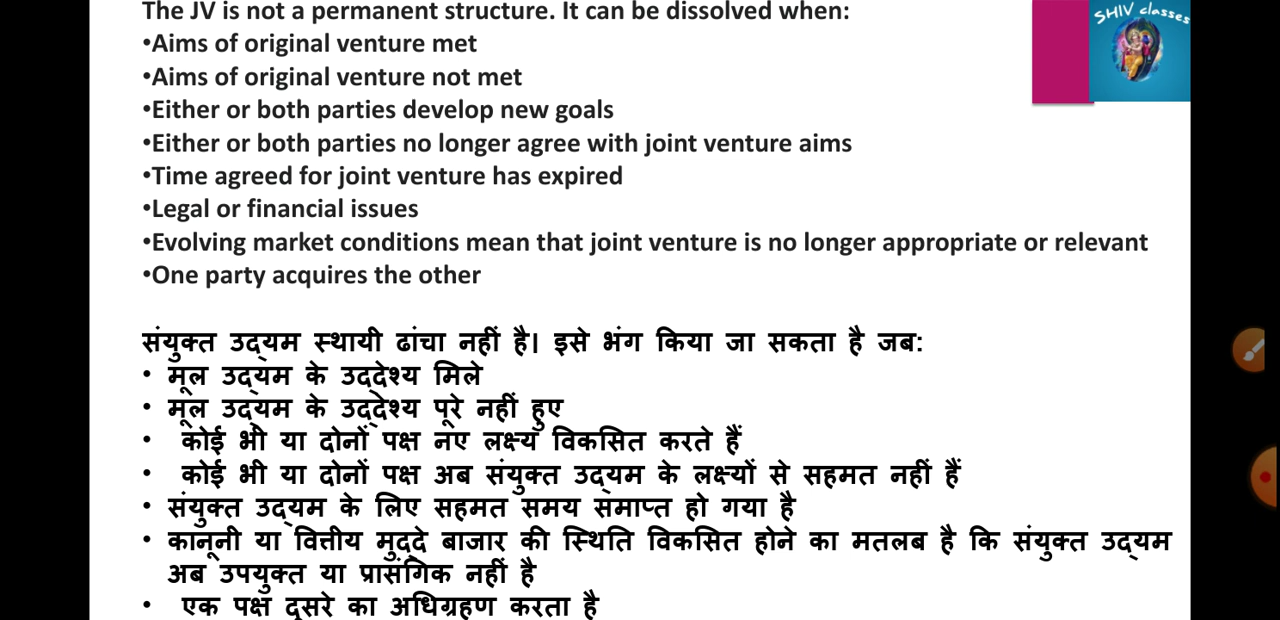 The JV is not a permanent structure. It can be dissolved when:
SHIV classes
•Aims of original venture met
•Aims of original venture not met
•Either or both parties develop new goals
•Either or both parties no longer agree with joint venture aims
•Time agreed for joint venture has expired
•Legal or financial issues
•Evolving market conditions mean that joint venture is no longer appropriate or relevant
•One party acquires the other
संयुक्त उद्यम स्थायी ढांचा नहीं है। इसे भंग किया जा सकता है जब:
• मूल उद्यम के उद्देश्य मिले
• मूल उद्यम के उद्देश्य पूरे नहीं हुए
• कोई भी या दोनों पक्ष नए लक्ष्य विकसित करते हैं
• कोई भी या दोनों पक्ष अब संयुक्त उद्यम के लक्ष्यों से सहमत नहीं हैं
• संयुक्त उद्यम के लिए सहमत समय समाप्त हो गया है
• कानूनी या वित्तीय मुद्दे बाजार की स्थिति विकसित होने का मतलब है कि संयुक्त उद्यम
अब उपयुक्त या प्रासंगिक नहीं है
• एक पक्ष दूसरे का अधिग्रहण करता है